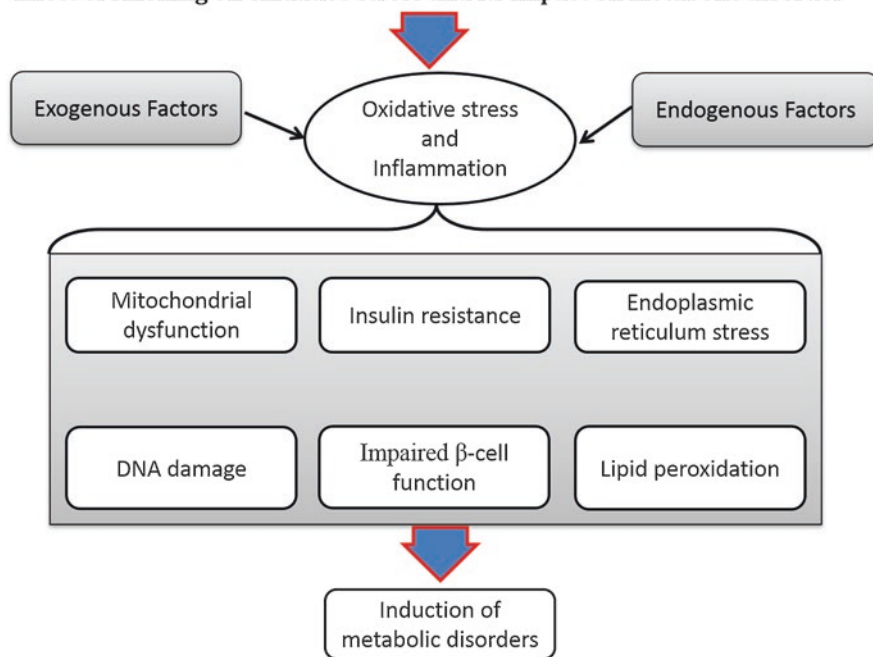 Exogenous Factors
Oxidative stress
and
Inflammation
Endogenous Factors
Mitochondrial
dysfunction
Insulin resistance
Endoplasmic
reticulum stress
DNA damage
Impaired β-cell
function
Lipid peroxidation
Induction of
metabolic disorders